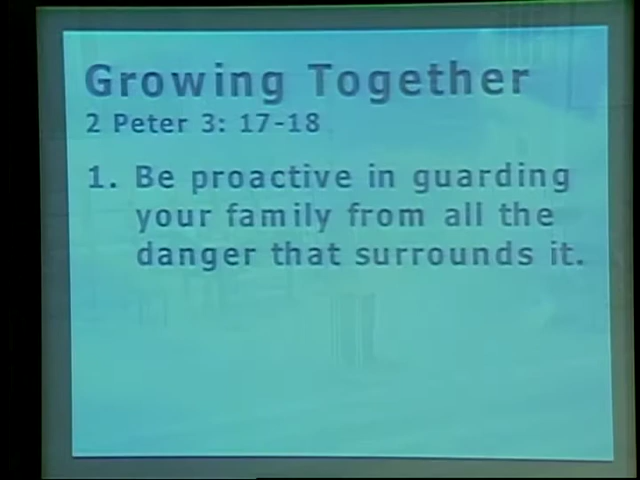 Growing Together
2 Peter 3: 17-18
1. Be proactive in guarding
your family from all the
danger that surrounds it.